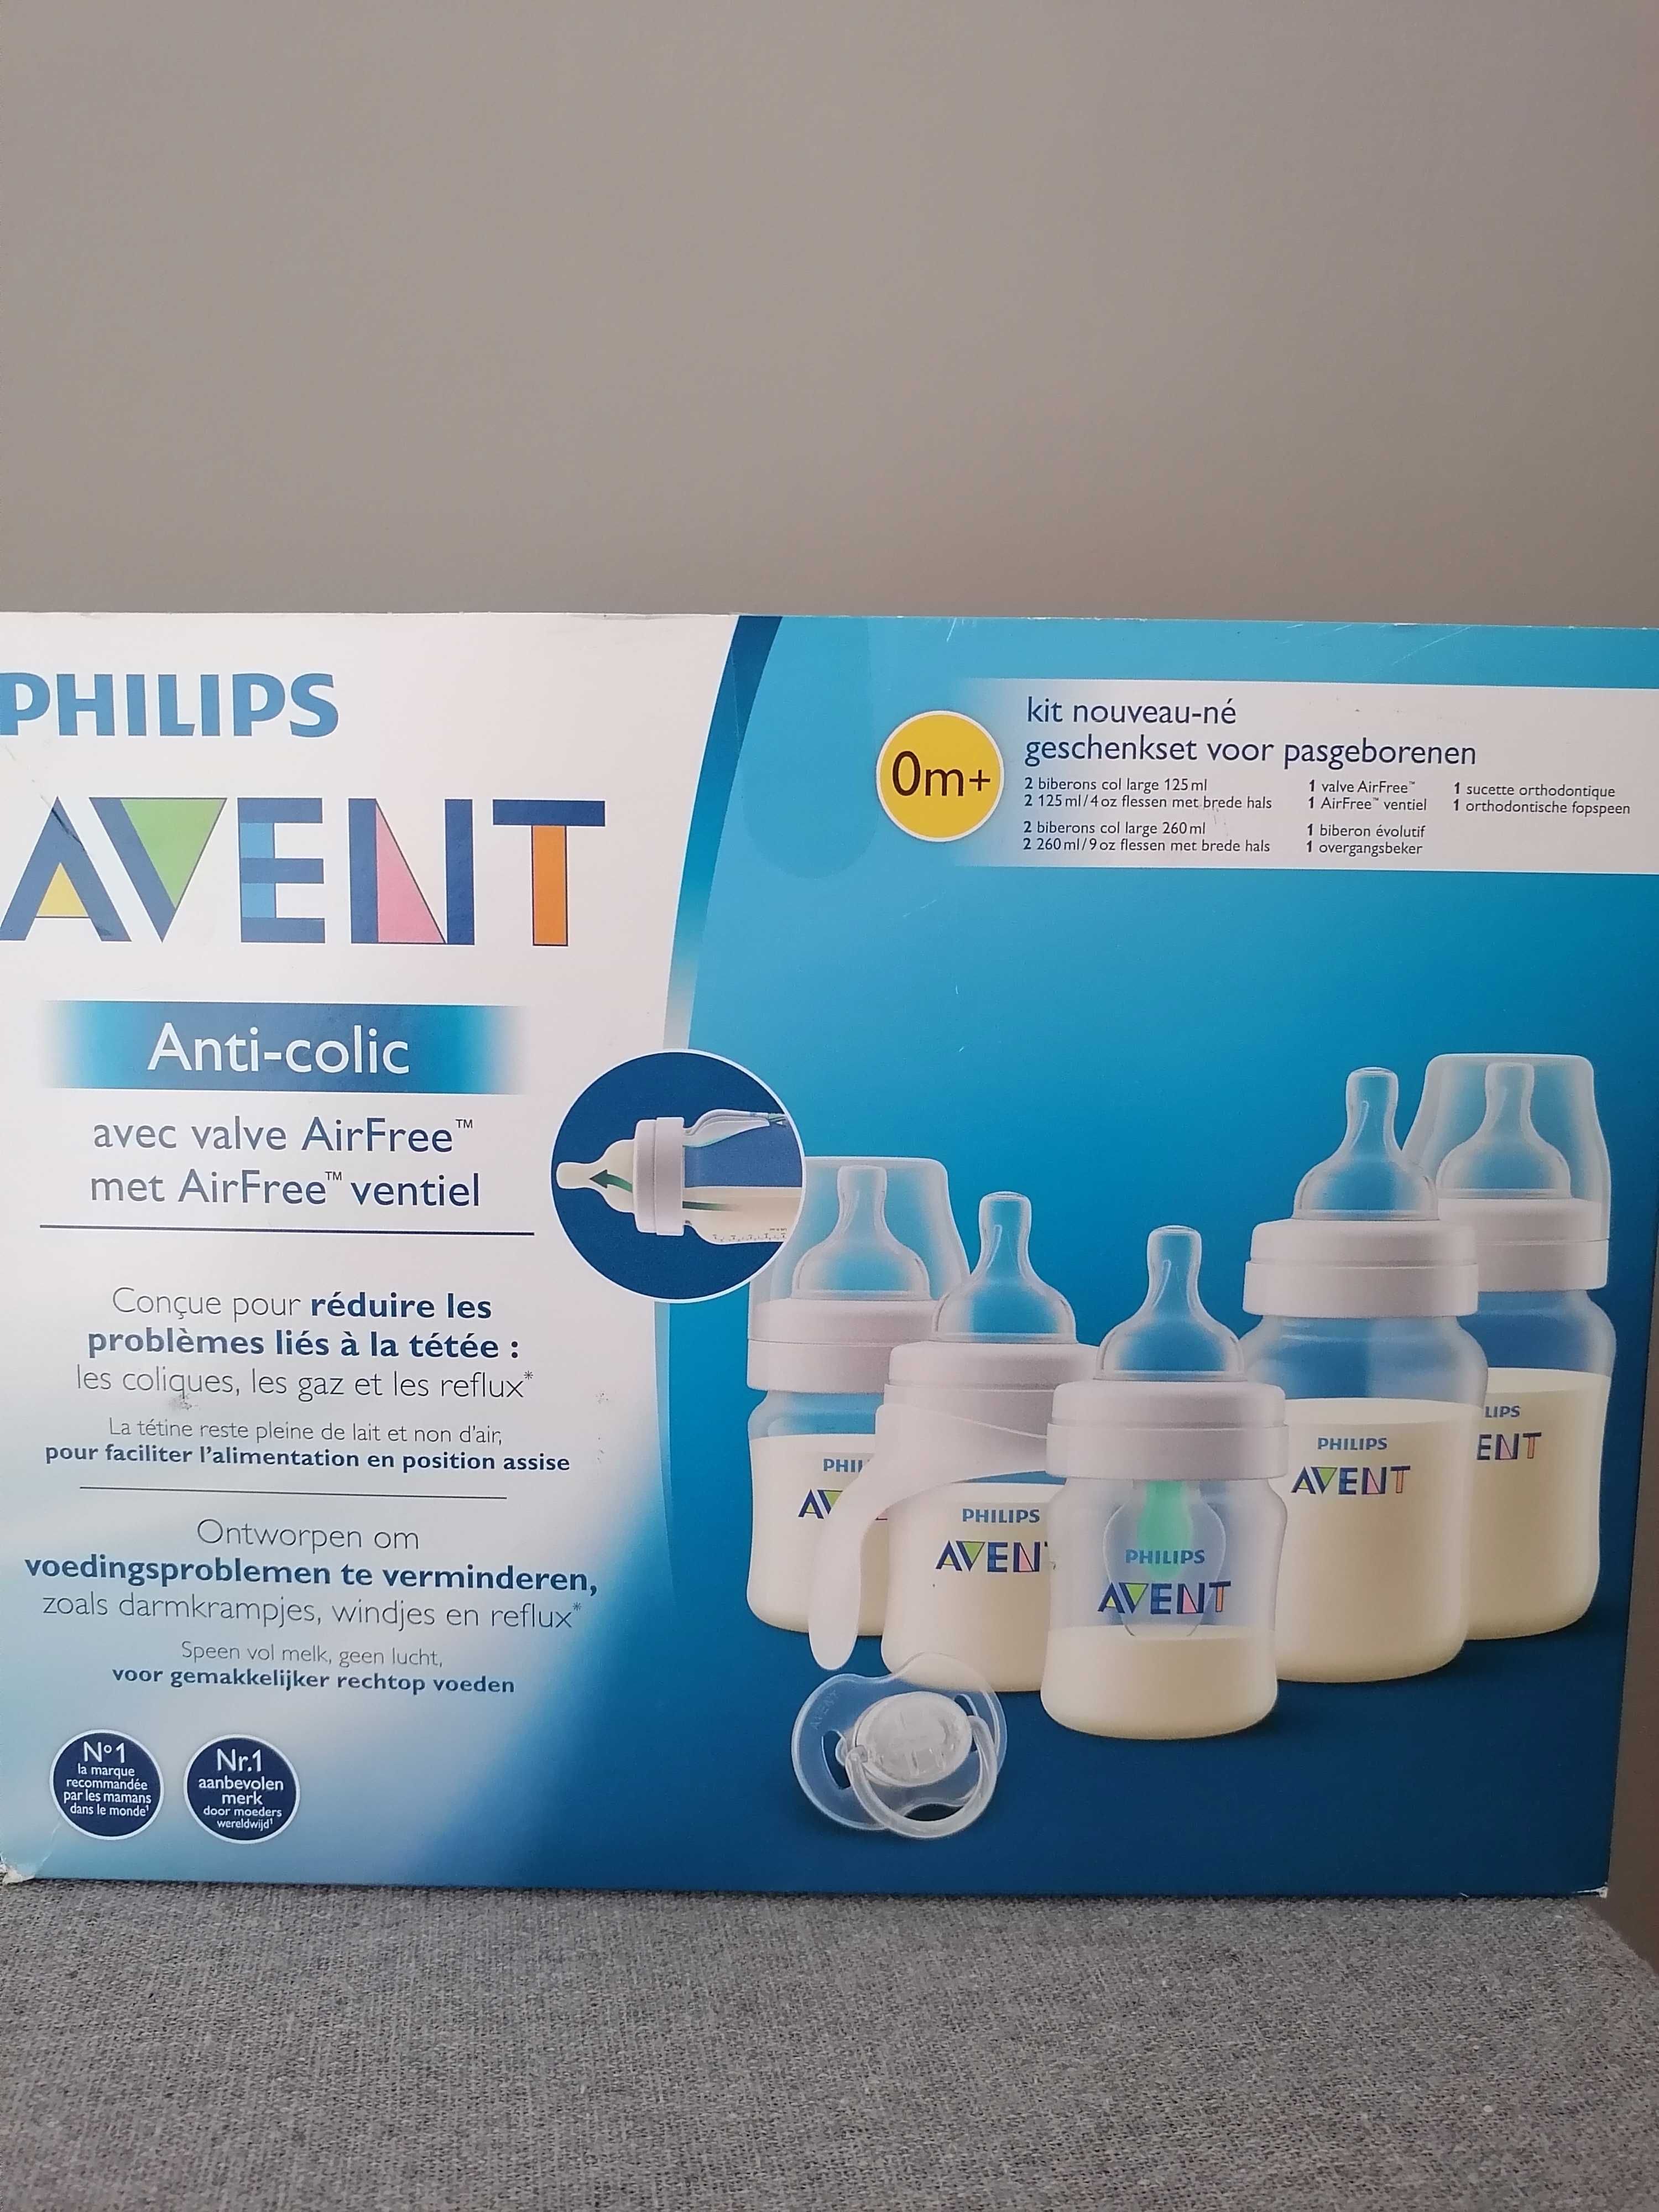 PHILIPS
AVENT
Anti-colic
avec valve AirFree™
met AirFree™ ventiel
Conçue pour réduire les
problèmes liés à la tétée :
les coliques, les gaz et les reflux*
La tétine reste pleine de lait et non d'air,
pour faciliter l'alimentation en position assise
Ontworpen om
voedingsproblemen te verminderen,
zoals darmkrampjes, windjes en reflux*
Speen vol melk, geen lucht,
voor gemakkelijker rechtop voeden
N°1
la marque
recommandée
par les mamans
dans le monde¹
Nr.1
aanbevolen
merk
door moeders
wereldwijd¹
0m+
kit nouveau-né
geschenkset voor pasgeborenen
2 biberons col large 125 ml
2 125 ml/4 oz flessen met brede hals
2 biberons col large 260 ml
2 260 ml/9 oz flessen met brede hals
1 valve AirFree™
1 AirFree™ ventiel
1 biberon évolutif
1 overgangsbeker
1 sucette orthodontique
1 orthodontische fopspeen
PHILI
AV
PHILIPS
AVENT
PHILIPS
AVENT
PHILIPS
AVENT
LIPS
ENT
AVENT